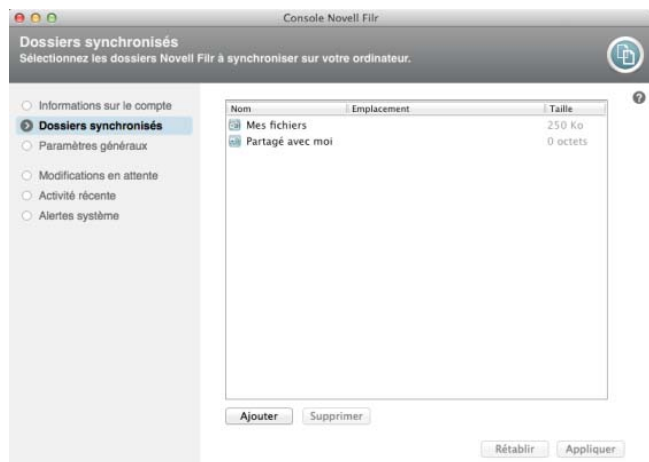 Console Novell Filr
Dossiers synchronisés
Sélectionnez les dossiers Novell Filr à synchroniser sur votre ordinateur.
Informations sur le compte
Dossiers synchronisés
Paramètres généraux
Modifications en attente
Activité récente
Alertes système
Nom Emplacement Taille
Mes fichiers 250 Ko
Partagé avec moi 0 octets
Ajouter Supprimer
Rétablir Appliquer